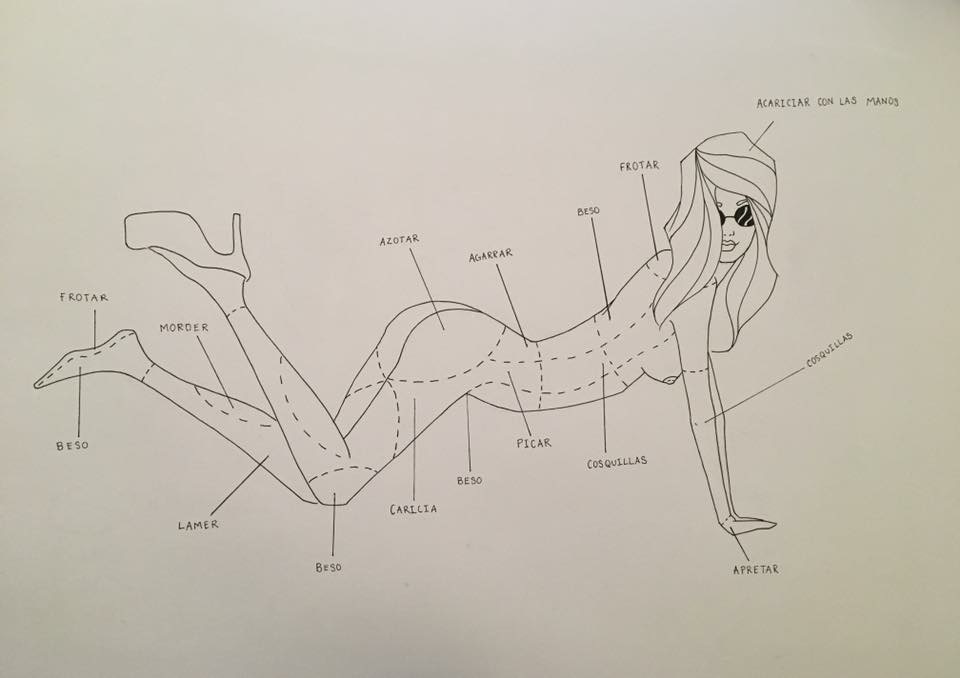 ACARICIAR CON LAS MANOS
FROTAR
BESO
AZOTAR
AGARRAR
FROTAR
MORDER
COSQUILLAS
BESO
PICAR
COSQUILLAS
BESO
CARICIA
LAMER
BESO
APRETAR